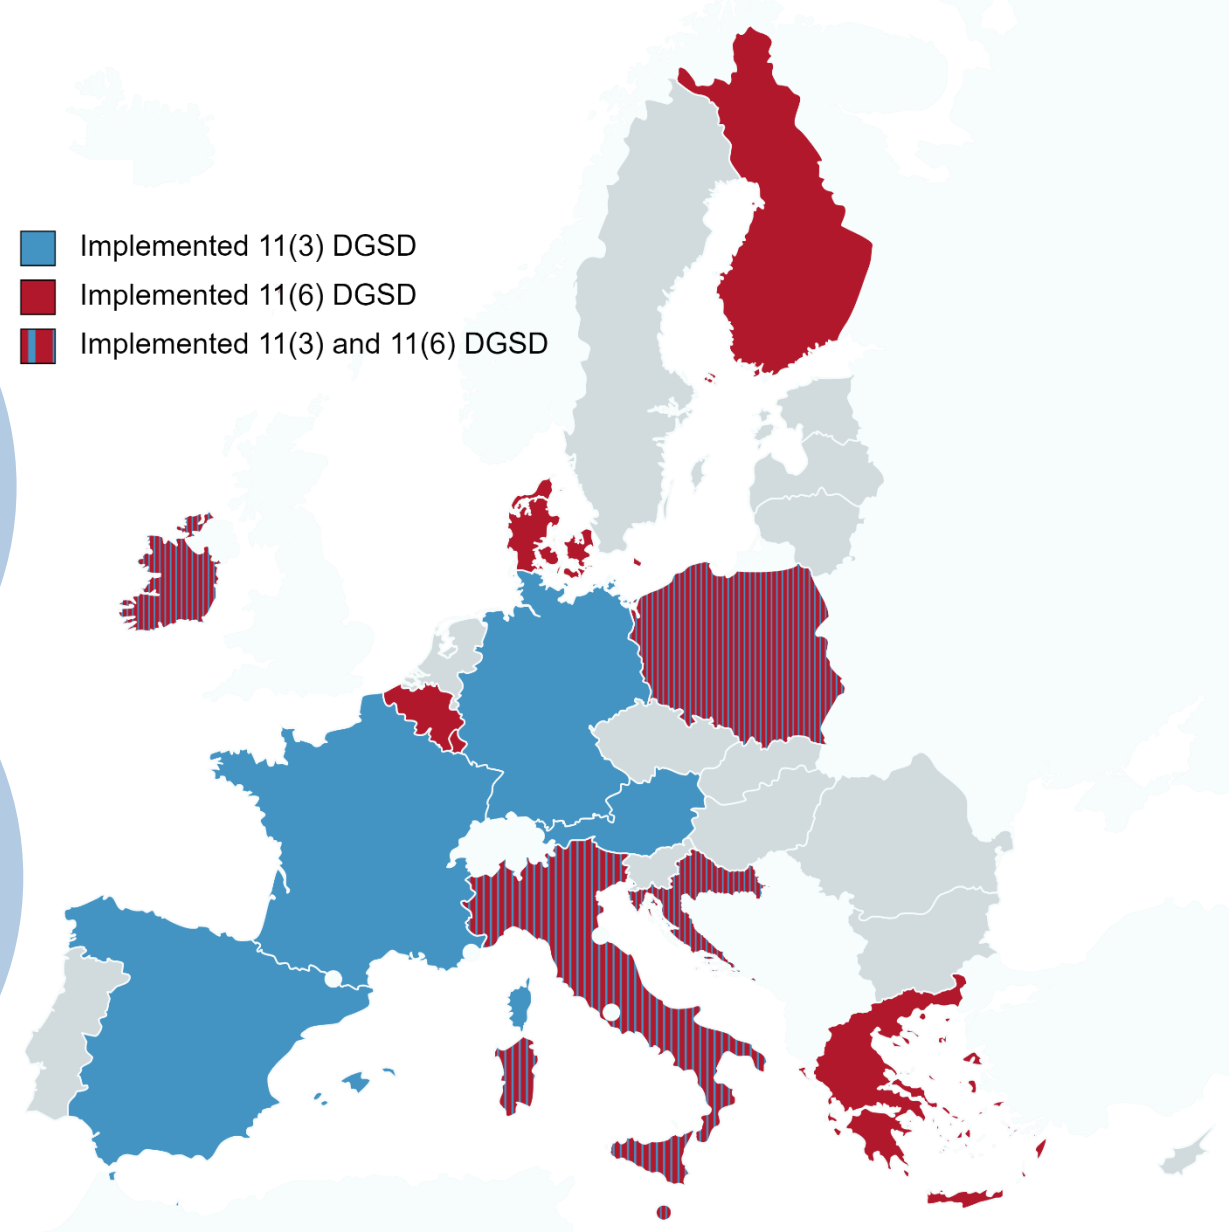 Implemented 11(3) DGSD
Implemented 11(6) DGSD
Implemented 11(3) and 11(6) DGSD